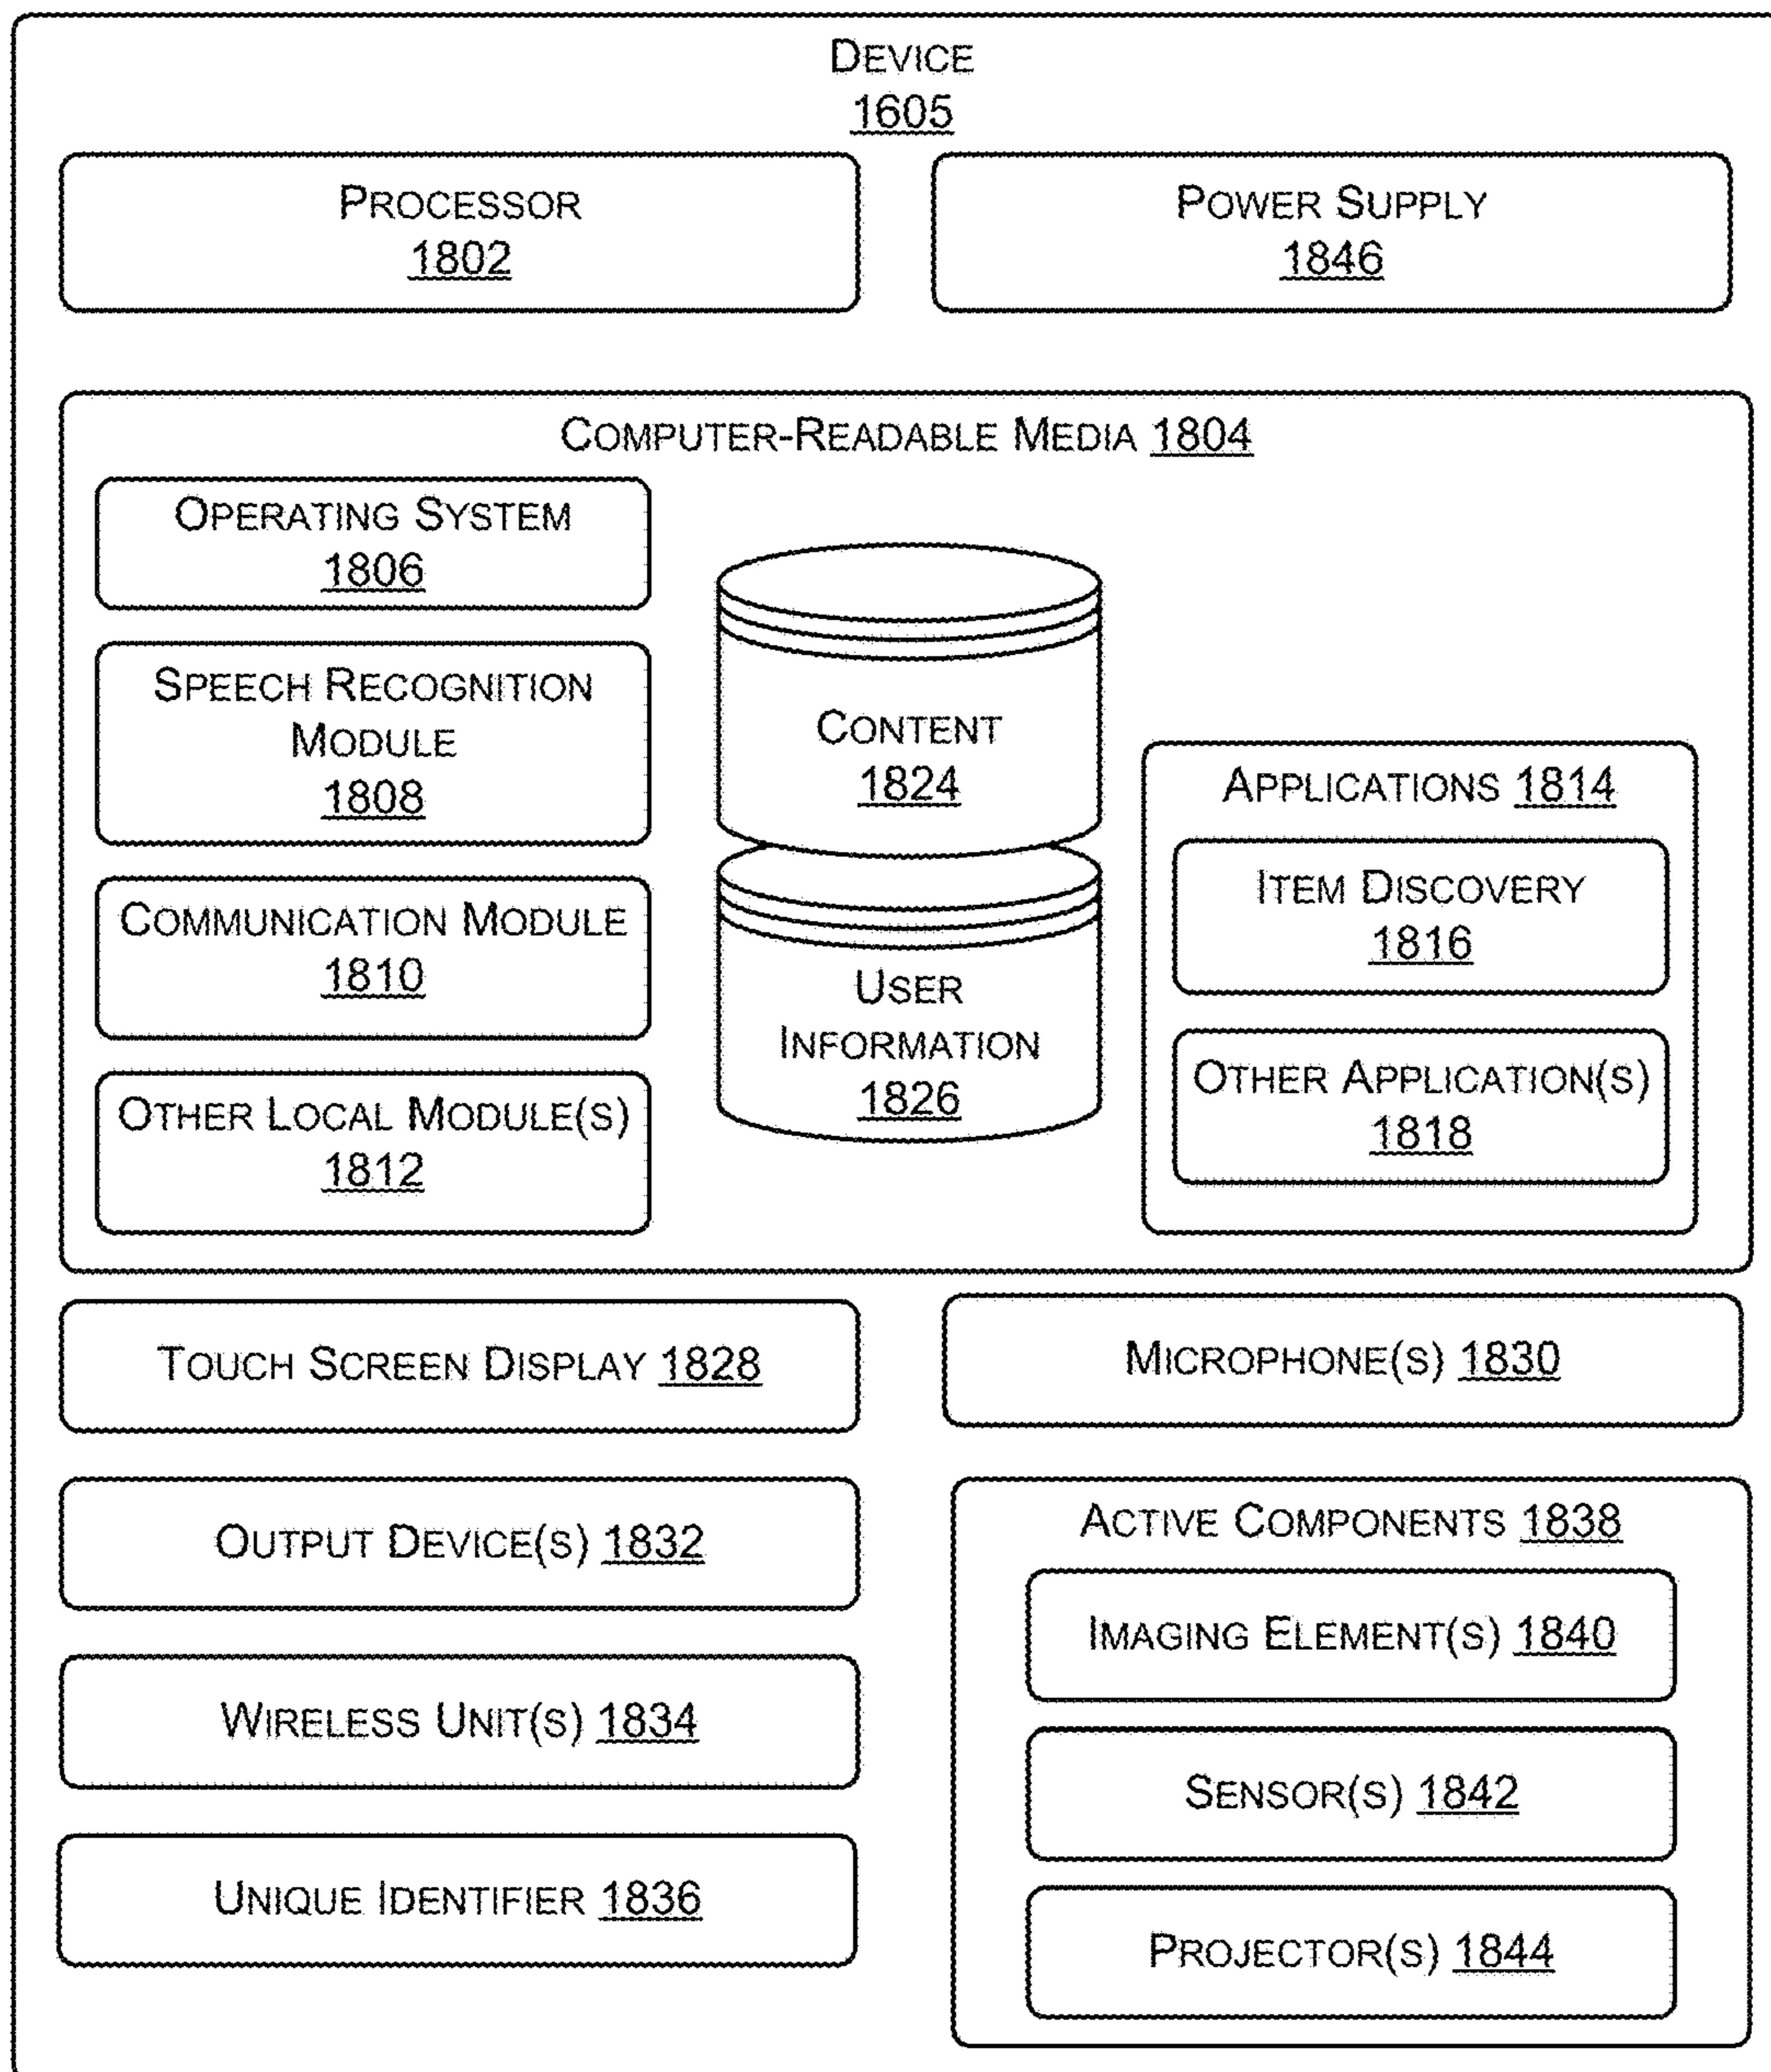 DEVICE
1605
PROCESSOR
1802
POWER SUPPLY
1846
COMPUTER-READABLE MEDIA 1804
OPERATING SYSTEM
1806
SPEECH RECOGNITION
MODULE
1808
COMMUNICATION MODULE
1810
OTHER LOCAL MODULE(S)
1812
CONTENT
1824
USER
INFORMATION
1826
APPLICATIONS 1814
ITEM DISCOVERY
1816
OTHER APPLICATION(S)
1818
TOUCH SCREEN DISPLAY 1828
MICROPHONE(S) 1830
OUTPUT DEVICE(S) 1832
WIRELESS UNIT(S) 1834
UNIQUE IDENTIFIER 1836
ACTIVE COMPONENTS 1838
IMAGING ELEMENT(S) 1840
SENSOR(S) 1842
PROJECTOR(S) 1844